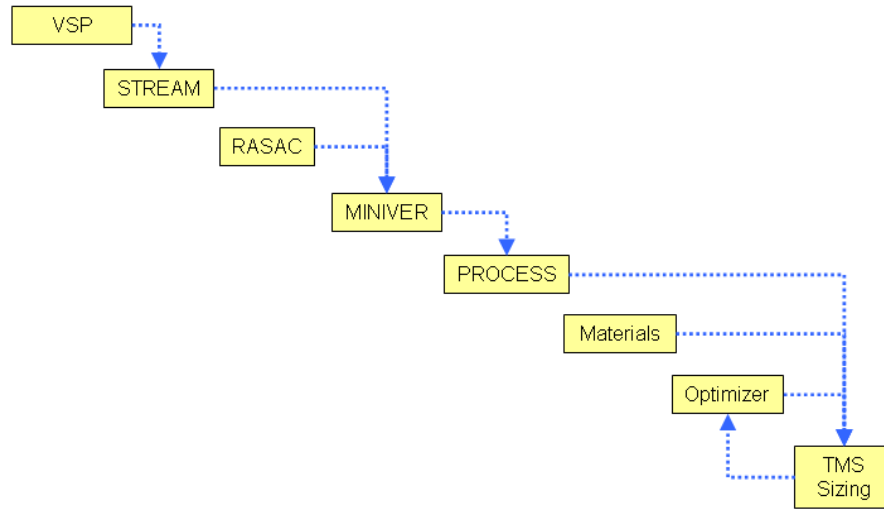 VSP
STREAM
RASAC
MINIVER
PROCESS
Materials
Optimizer
TMS
Sizing